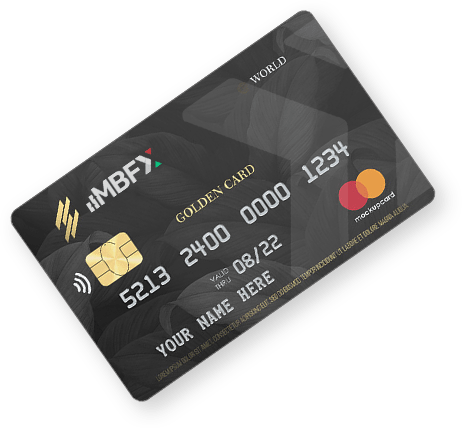 WORLD
MBFX
GOLDEN CARD
5213 2400 0000 1234
mockupcard
VALID
THRU 08/22
YOUR NAME HERE